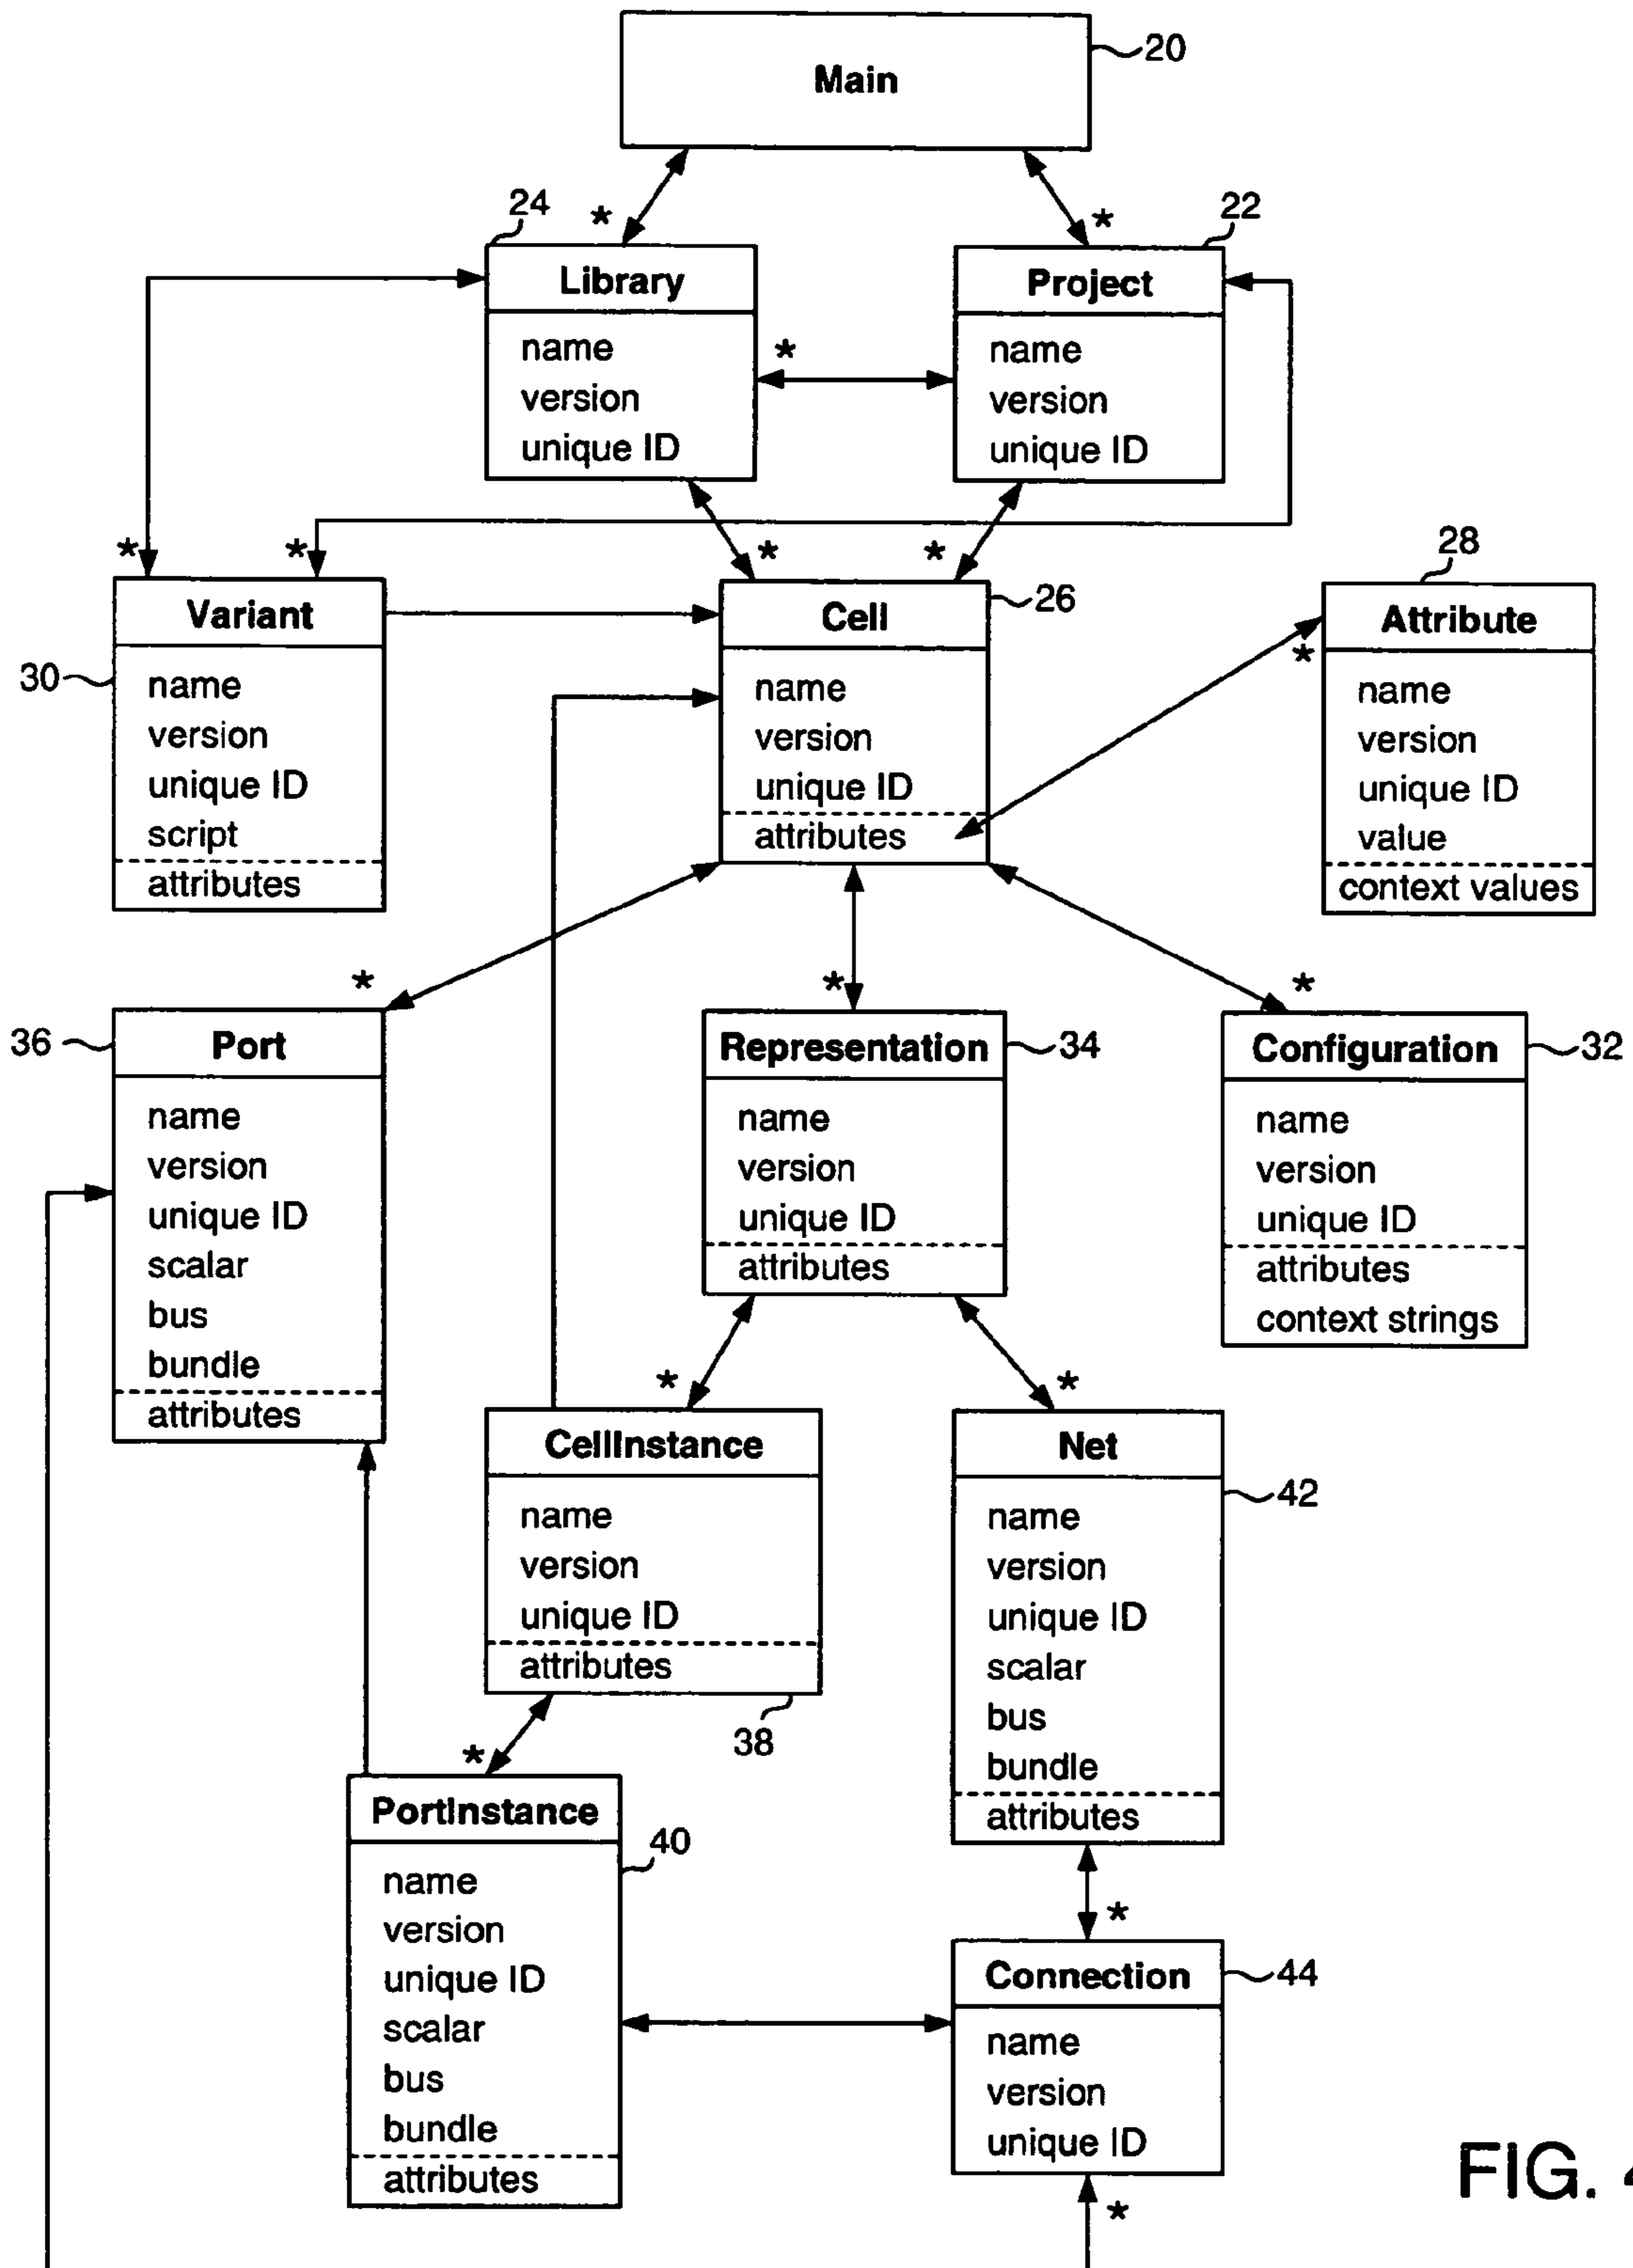 Main
20
*
*
24
22
Library
name
version
unique ID
*
Project
name
version
unique ID
*
*
*
*
28
Variant
30
name
version
unique ID
script
attributes
Cell
26
name
version
unique ID
attributes
Attribute
*
name
version
unique ID
value
context values
*
*
*
36
Port
name
version
unique ID
scalar
bus
bundle
attributes
Representation
34
name
version
unique ID
attributes
Configuration
32
name
version
unique ID
attributes
context strings
*
*
CellInstance
name
version
unique ID
attributes
38
Net
42
name
version
unique ID
scalar
bus
bundle
attributes
*
PortInstance
40
name
version
unique ID
scalar
bus
bundle
attributes
*
Connection
44
name
version
unique ID
*
FIG. 4